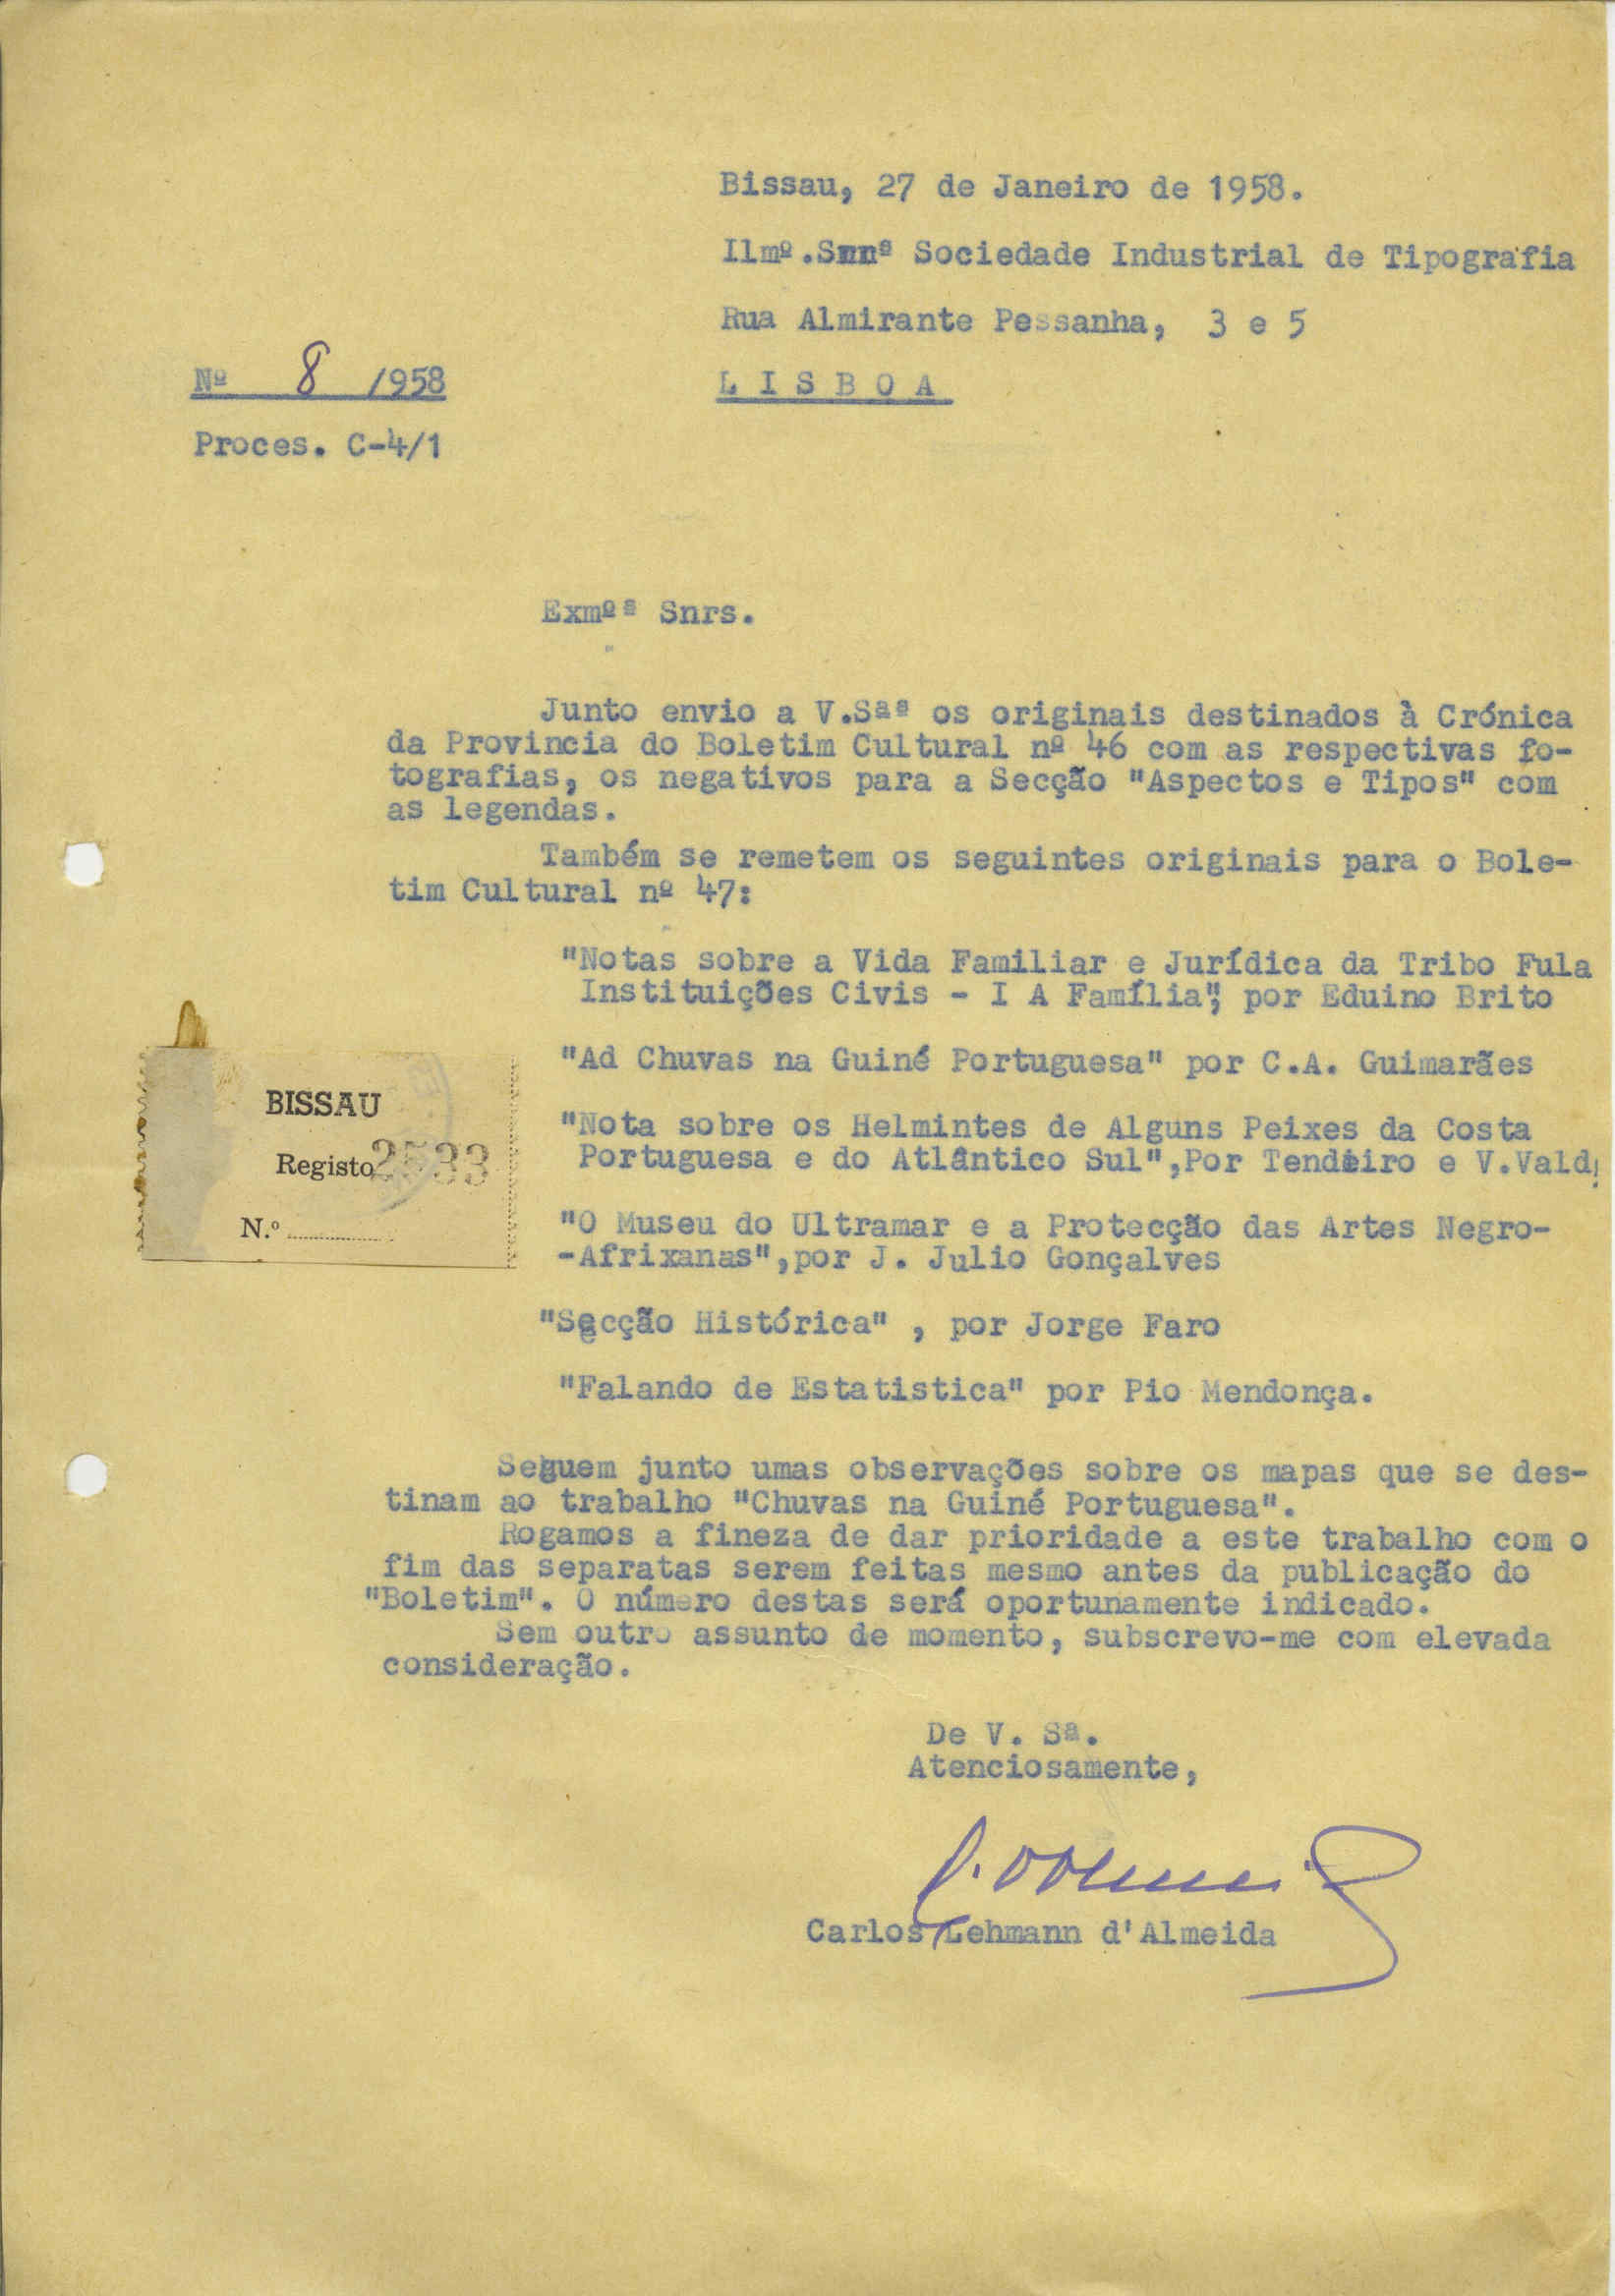 Bissau, 27 de Janeiro de 1958.
Ilmº.Snnˢ Sociedade Industrial de Tipografia
Rua Almirante Pessanha, 3 e 5
Nº 8 /1958
LISBOA
Proces. C-4/1
Exmºˢ Snrs.
Junto envio a V.Sªˢ os originais destinados à Crónica
da Provincia do Boletim Cultural nº 46 com as respectivas fo-
tografias, os negativos para a Secção "Aspectos e Tipos" com
as legendas.
Também se remetem os seguintes originais para o Bole-
tim Cultural nº 47:
"Notas sobre a Vida Familiar e Jurídica da Tribo Fula
Instituições Civis - I A Família", por Eduino Brito
"Ad Chuvas na Guiné Portuguesa" por C.A. Guimarães
"Nota sobre os Helmintes de Alguns Peixes da Costa
Portuguesa e do Atlântico Sul",Por Tendeiro e V.Vald.
"O Museu do Ultramar e a Protecção das Artes Negro-
-Afrixanas",por J. Julio Gonçalves
"Secção Histórica" , por Jorge Faro
"Falando de Estatistica" por Pio Mendonça.
BISSAU
Registo 2533
N.º
Seguem junto umas observações sobre os mapas que se des-
tinam ao trabalho "Chuvas na Guiné Portuguesa".
Rogamos a fineza de dar prioridade a este trabalho com o
fim das separatas serem feitas mesmo antes da publicação do
"Boletim". O número destas será oportunamente indicado.
Sem outro assunto de momento, subscrevo-me com elevada
consideração.
De V. Sª.
Atenciosamente,
Carlos Lehmann d'Almeida